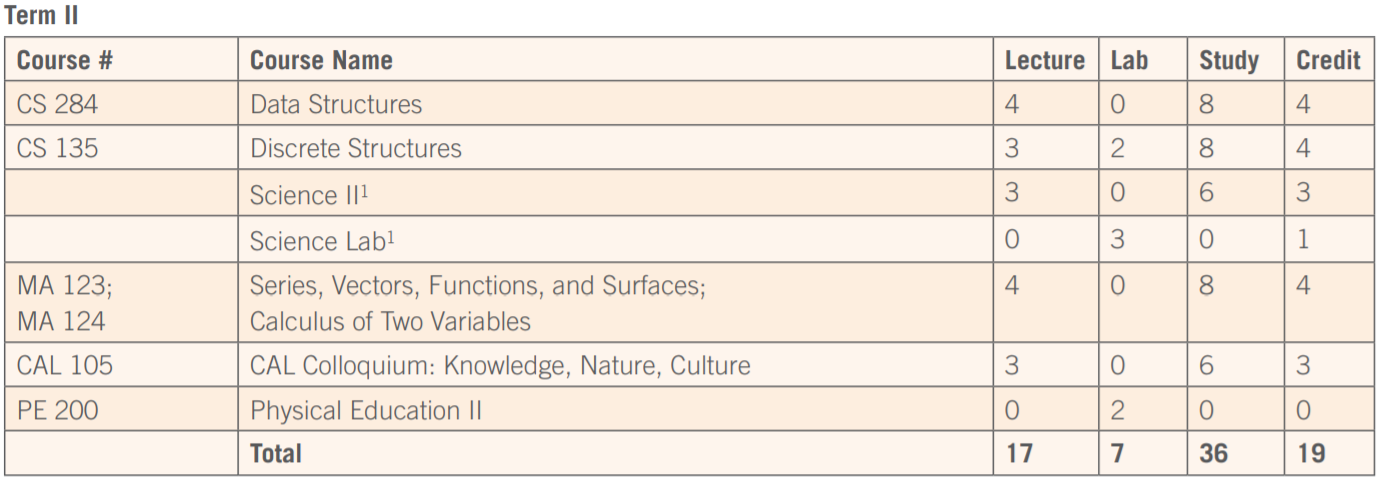 Term II
Course # Course Name Lecture Lab Study Credit
CS 284 Data Structures 4 0 8 4
CS 135 Discrete Structures 3 2 8 4
Science II¹ 3 0 6 3
Science Lab¹ 0 3 0 1
MA 123; Series, Vectors, Functions, and Surfaces; 4 0 8 4
MA 124 Calculus of Two Variables
CAL 105 CAL Colloquium: Knowledge, Nature, Culture 3 0 6 3
PE 200 Physical Education II 0 2 0 0
Total 17 7 36 19